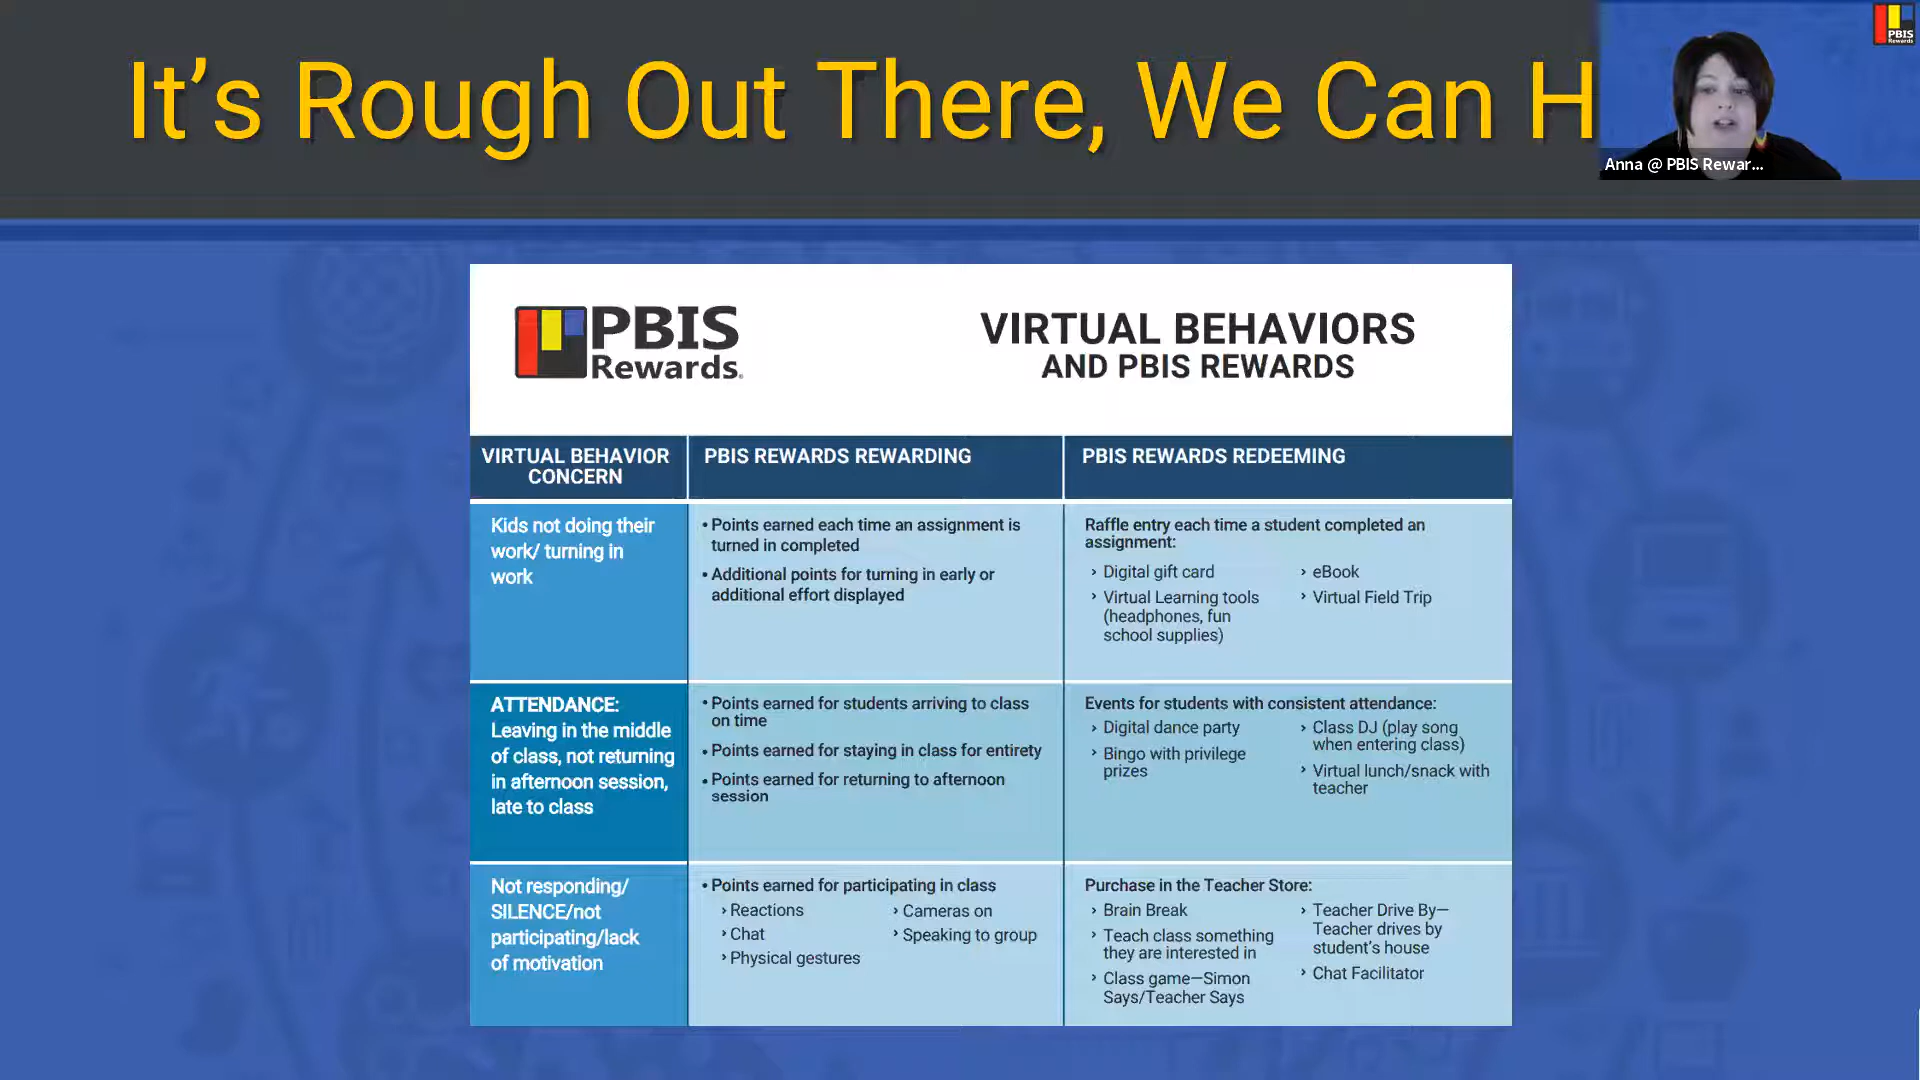 It's Rough Out There, We Can H
PBIS
Rewards
Anna @ PBIS Rewar...
PBIS
Rewards.
VIRTUAL BEHAVIORS
AND PBIS REWARDS
VIRTUAL BEHAVIOR
CONCERN
PBIS REWARDS REWARDING
PBIS REWARDS REDEEMING
Kids not doing their
work/ turning in
work
• Points earned each time an assignment is
turned in completed
• Additional points for turning in early or
additional effort displayed
Raffle entry each time a student completed an
assignment:
› Digital gift card
› Virtual Learning tools
(headphones, fun
school supplies)
› eBook
› Virtual Field Trip
ATTENDANCE:
Leaving in the middle
of class, not returning
in afternoon session,
late to class
• Points earned for students arriving to class
on time
• Points earned for staying in class for entirety
• Points earned for returning to afternoon
session
Events for students with consistent attendance:
› Digital dance party
› Bingo with privilege
prizes
› Class DJ (play song
when entering class)
› Virtual lunch/snack with
teacher
Not responding/
SILENCE/not
participating/lack
of motivation
• Points earned for participating in class
› Reactions
› Chat
› Physical gestures
› Cameras on
› Speaking to group
Purchase in the Teacher Store:
› Brain Break
› Teach class something
they are interested in
› Class game—Simon
Says/Teacher Says
› Teacher Drive By—
Teacher drives by
student's house
› Chat Facilitator